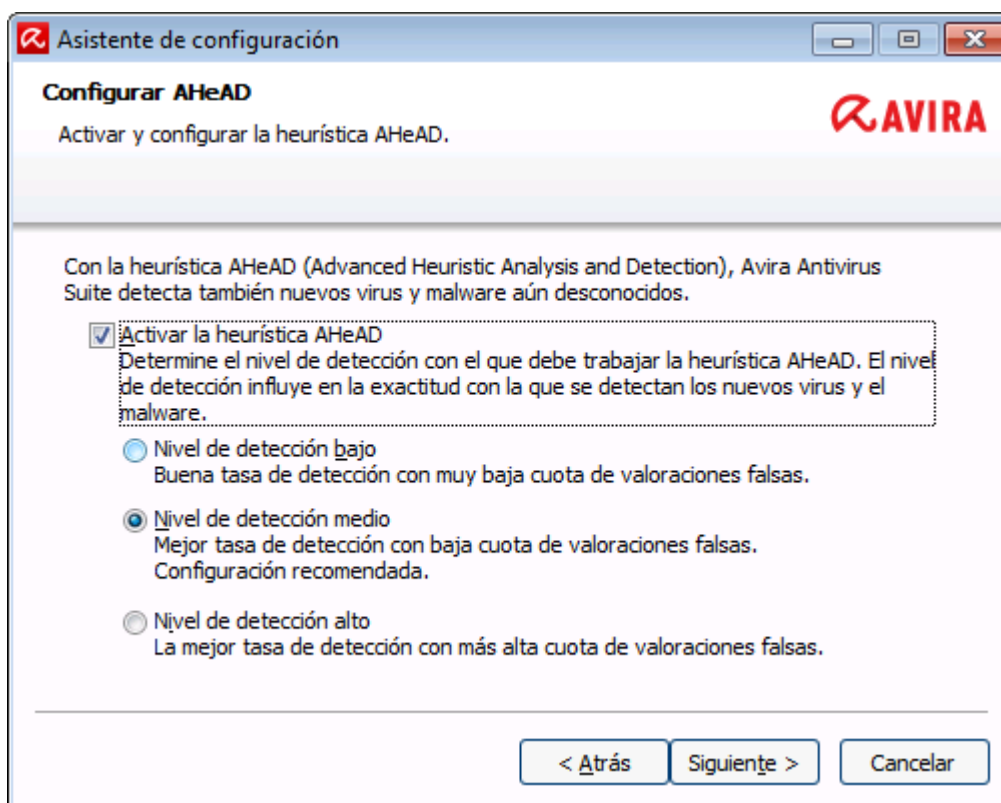 Asistente de configuración
Configurar AHeAD
Activar y configurar la heurística AHeAD.
AVIRA
Con la heurística AHeAD (Advanced Heuristic Analysis and Detection), Avira Antivirus
Suite detecta también nuevos virus y malware aún desconocidos.
Activar la heurística AHeAD
Determine el nivel de detección con el que debe trabajar la heurística AHeAD. El nivel
de detección influye en la exactitud con la que se detectan los nuevos virus y el
malware.
Nivel de detección bajo
Buena tasa de detección con muy baja cuota de valoraciones falsas.
Nivel de detección medio
Mejor tasa de detección con baja cuota de valoraciones falsas.
Configuración recomendada.
Nivel de detección alto
La mejor tasa de detección con más alta cuota de valoraciones falsas.
< Atrás
Siguiente >
Cancelar